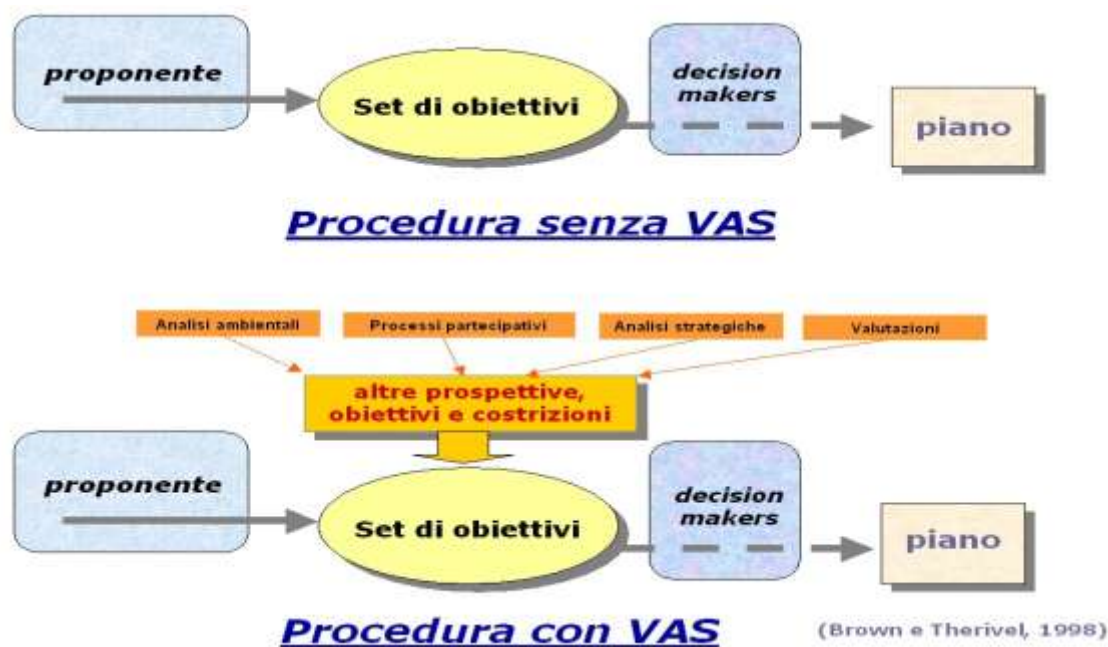 proponente
Set di obiettivi
decision
makers
piano
Procedura senza VAS
Analisi ambientali
Processi partecipativi
Analisi strategiche
Valutazioni
altre prospettive,
obiettivi e costrizioni
proponente
Set di obiettivi
decision
makers
piano
Procedura con VAS
(Brown e Therivel, 1998)